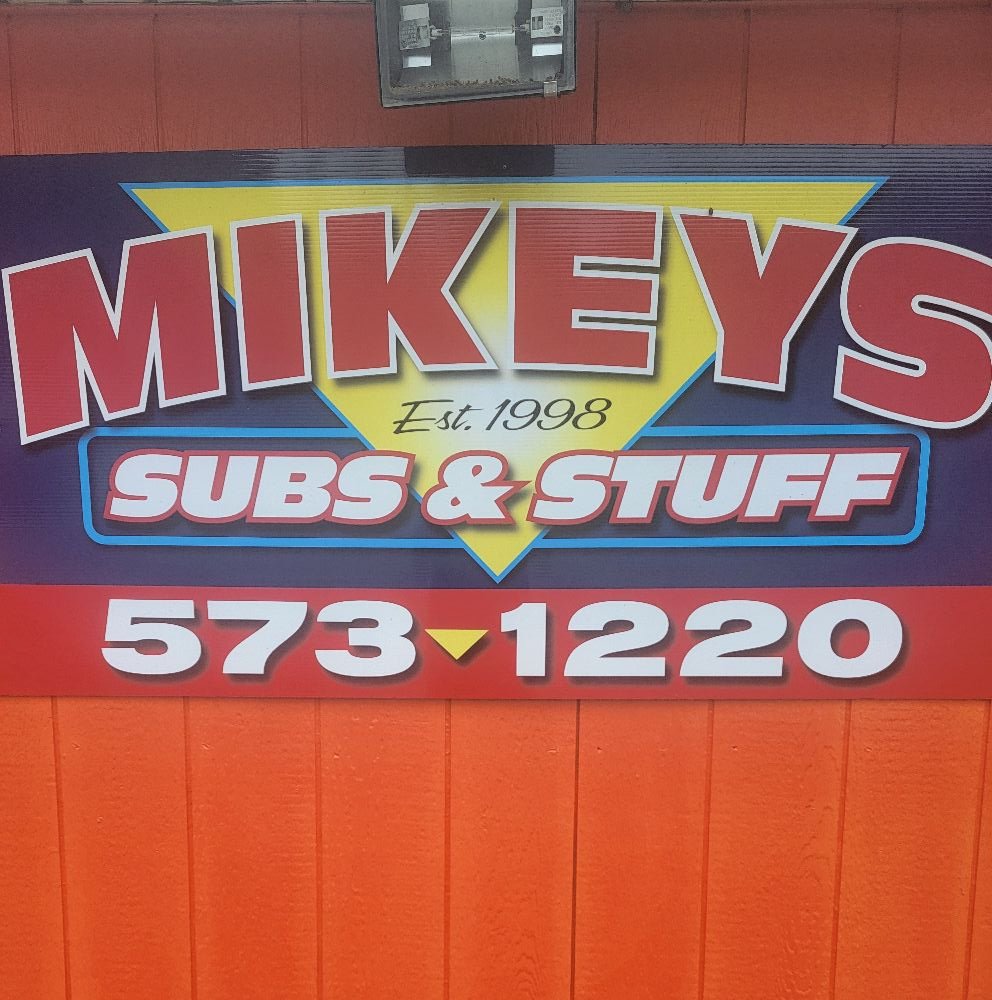 MIKEYS
Est. 1998
SUBS & STUFF
573 1220